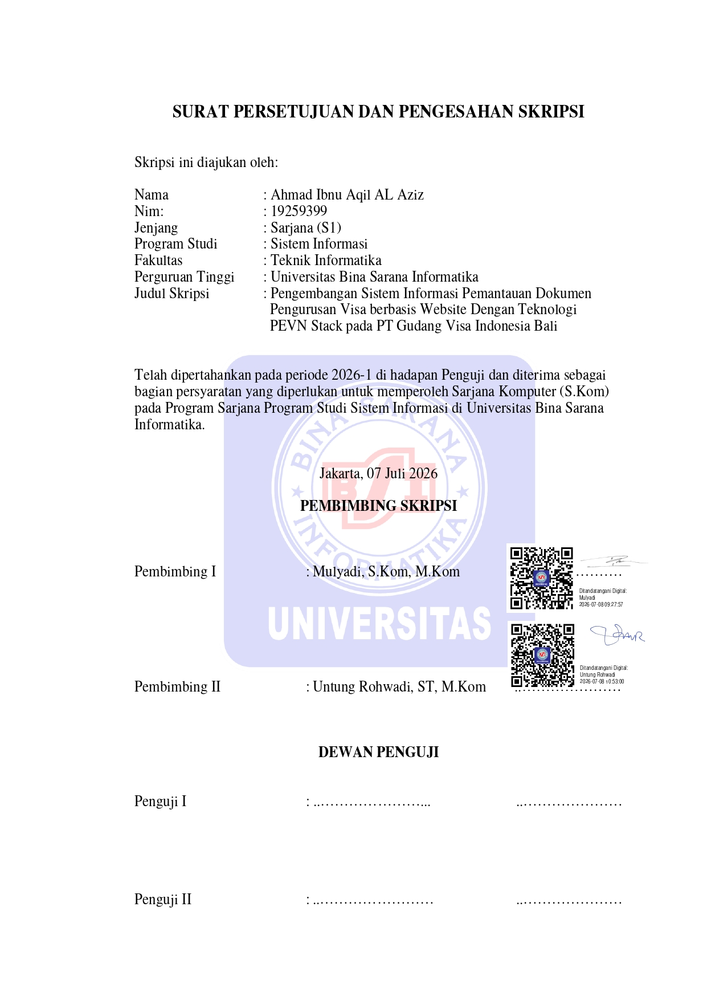 SURAT PERSETUJUAN DAN PENGESAHAN SKRIPSI
Skripsi ini diajukan oleh:
Nama : Ahmad Ibnu Aqil AL Aziz
Nim: : 19259399
Jenjang : Sarjana (S1)
Program Studi : Sistem Informasi
Fakultas : Teknik Informatika
Perguruan Tinggi : Universitas Bina Sarana Informatika
Judul Skripsi : Pengembangan Sistem Informasi Pemantauan Dokumen
Pengurusan Visa berbasis Website Dengan Teknologi
PEVN Stack pada PT Gudang Visa Indonesia Bali
Telah dipertahankan pada periode 2026-1 di hadapan Penguji dan diterima sebagai
bagian persyaratan yang diperlukan untuk memperoleh Sarjana Komputer (S.Kom)
pada Program Sarjana Program Studi Sistem Informasi di Universitas Bina Sarana
Informatika.
BINA SARANA
BSI
INFORMATIKA
UNIVERSITAS
Jakarta, 07 Juli 2026
PEMBIMBING SKRIPSI
Pembimbing I : Mulyadi, S.Kom, M.Kom ……….
Ditandatangani Digital:
Mulyadi
2026-07-08 09:27:57
Ditandatangani Digital:
Untung Rohwadi
2026-07-08 10:53:00
Pembimbing II : Untung Rohwadi, ST, M.Kom ..…………………
DEWAN PENGUJI
Penguji I : ..…………………... ..…………………
Penguji II : ..…………………… ..…………………